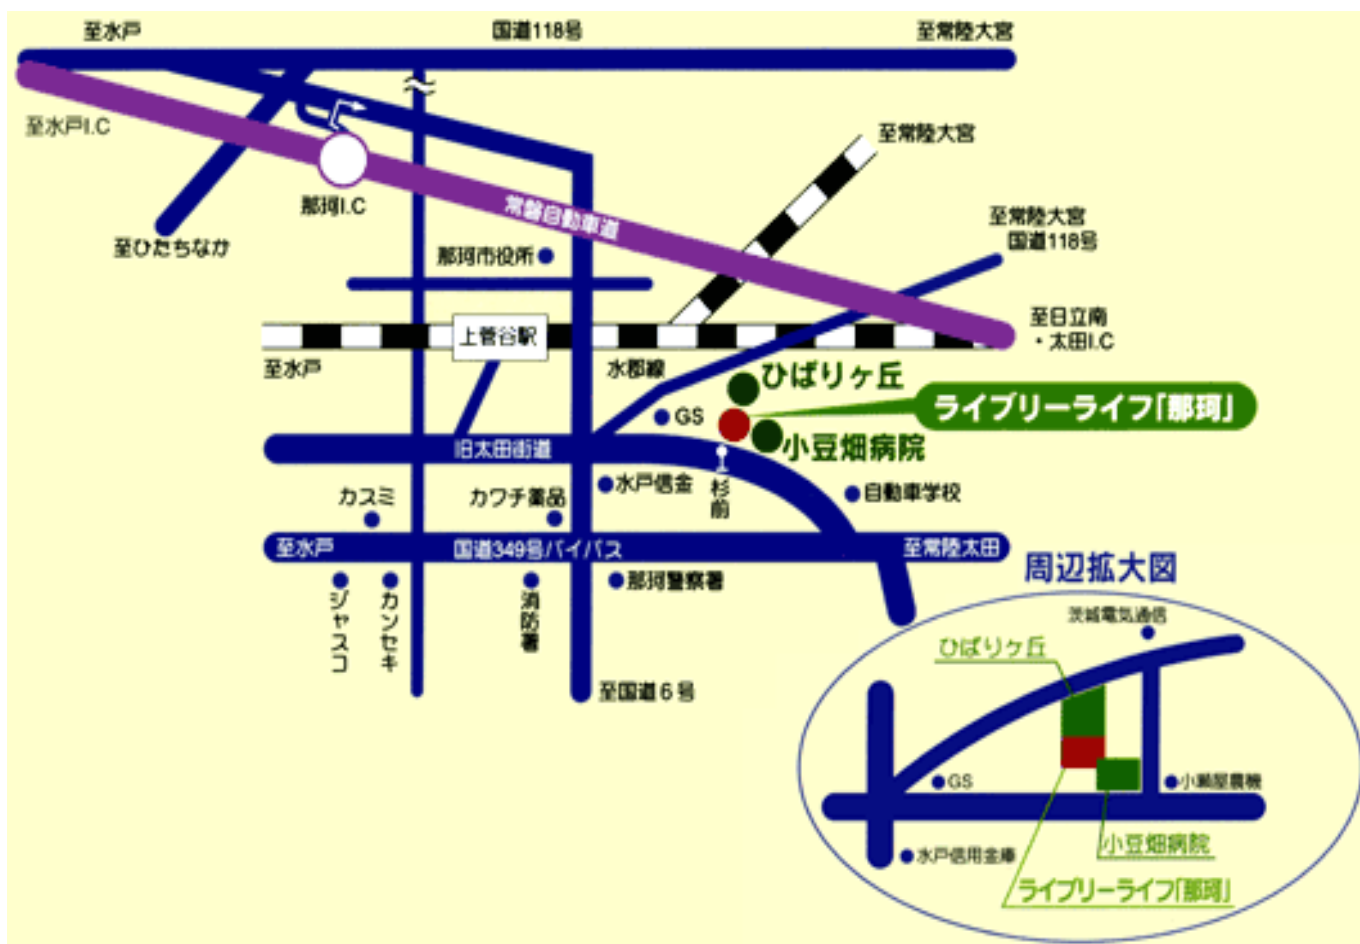 至水戸
国道118号
至常陸大宮
至水戸I.C
至常陸大宮
那珂I.C
常磐自動車道
至常陸大宮
国道118号
至ひたちなか
那珂市役所
至日立南
・太田I.C
上菅谷駅
至水戸
水郡線
ひばりヶ丘
ライブリーライフ「那珂」
GS
小豆畑病院
旧太田街道
水戸信金
杉前
自動車学校
カスミ
カワチ薬品
至水戸
国道349号バイパス
至常陸太田
ジャスコ
カンセキ
消防署
那珂警察署
至国道6号
周辺拡大図
茨城電気通信
ひばりヶ丘
GS
小瀬屋農機
小豆畑病院
水戸信用金庫
ライブリーライフ「那珂」